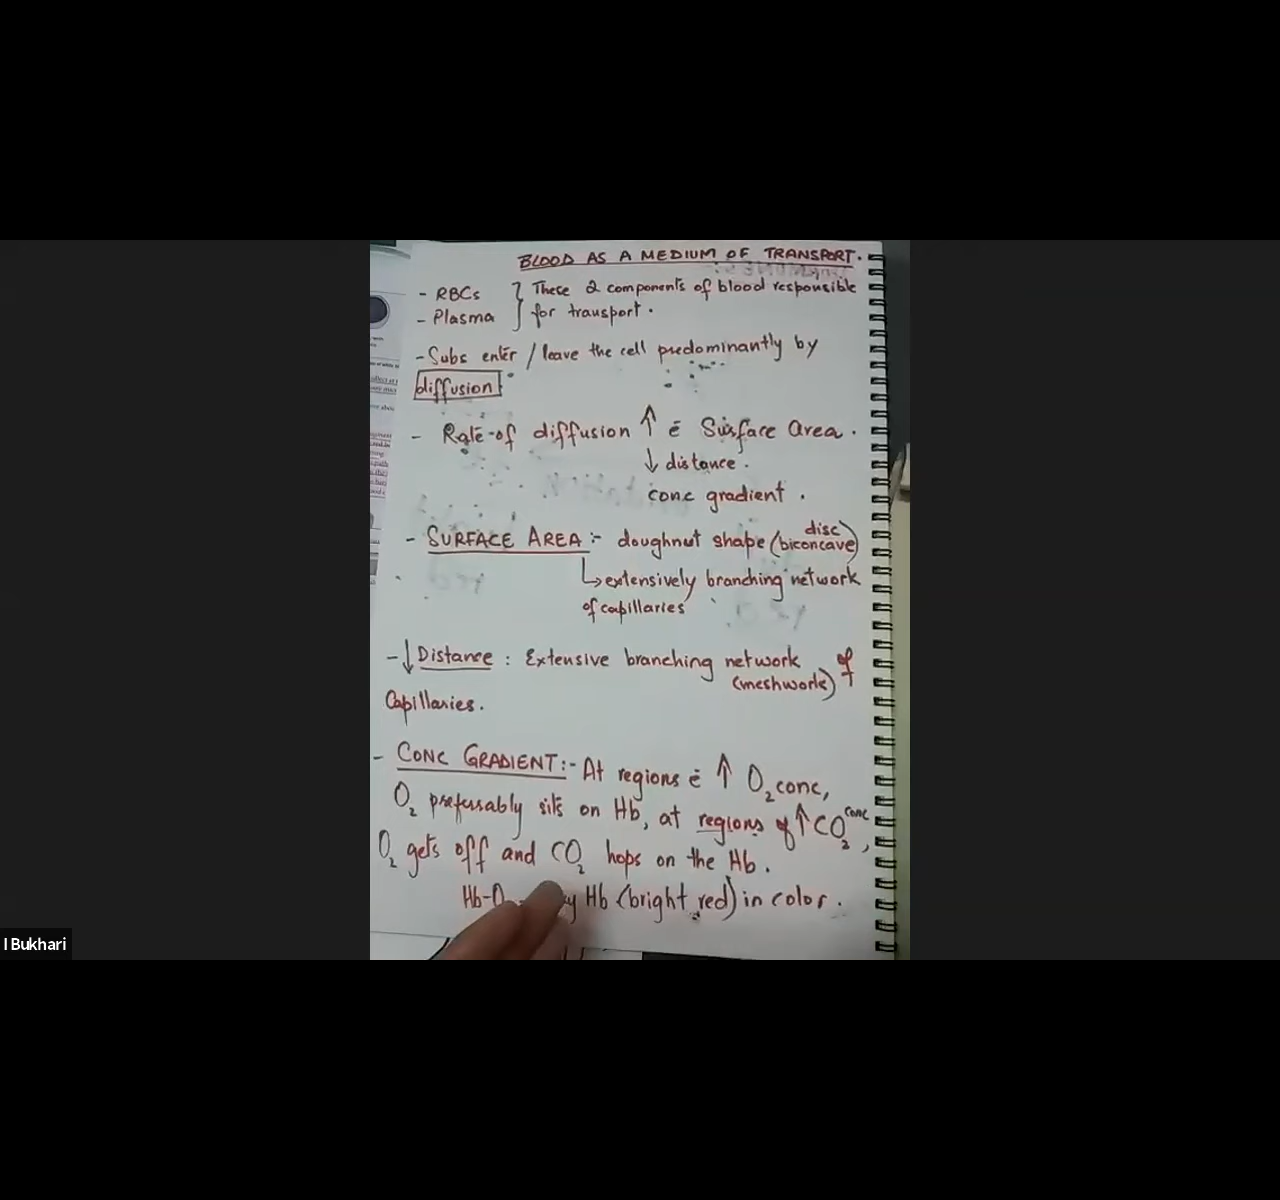 BLOOD AS A MEDIUM OF TRANSPORT.
- RBCs } These 2 components of blood responsible
- Plasma } for transport.
- Subs enter / leave the cell predominantly by
diffusion
- Rate of diffusion ↑ ē Surface area.
↓ distance.
conc gradient.
- SURFACE AREA :- doughnut shape (biconcave disc)
↳ extensively branching network
of capillaries
- ↓ Distance : Extensive branching network of
(meshwork)
Capillaries.
- CONC GRADIENT:- At regions ē ↑ O₂ conc,
O₂ preferrably sits on Hb, at regions of ↑ CO₂ conc,
O₂ gets off and CO₂ hops on the Hb.
Hb-O Hb (bright red) in color.
I Bukhari